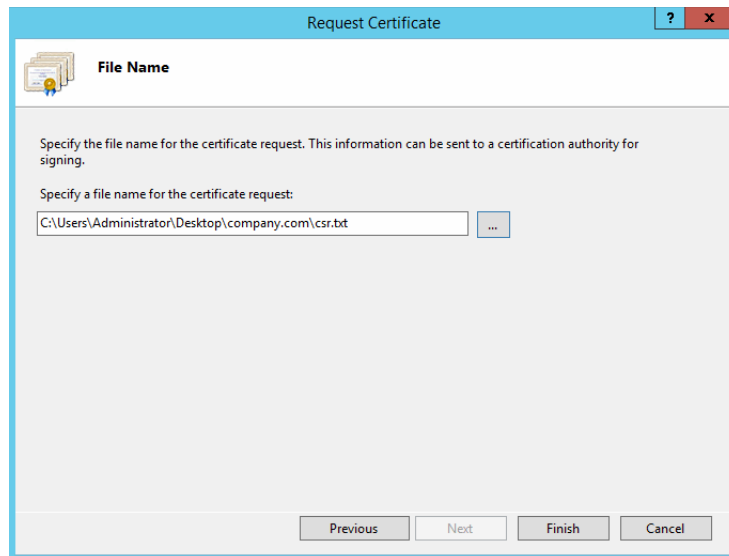 Request Certificate
?
x
File Name
Specify the file name for the certificate request. This information can be sent to a certification authority for
signing.
Specify a file name for the certificate request:
C:\Users\Administrator\Desktop\company.com\csr.txt
...
Previous
Next
Finish
Cancel